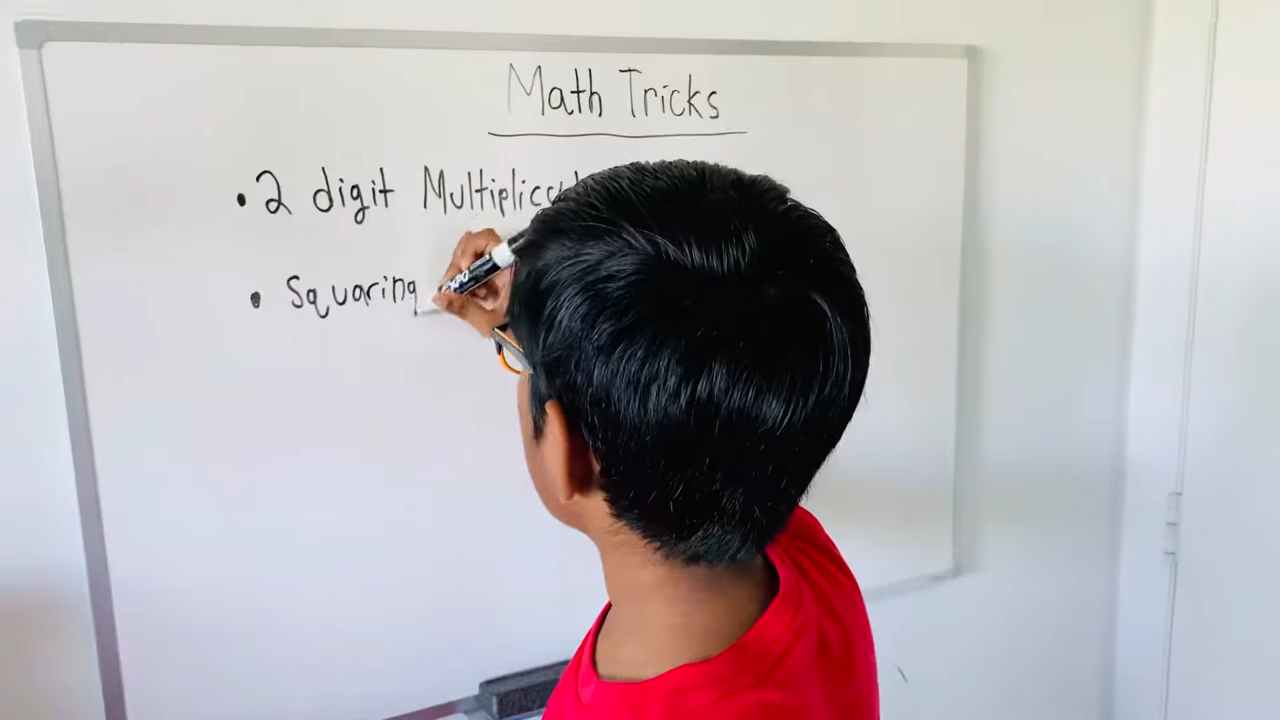 Math Tricks
• 2 digit Multiplica
• Squaring